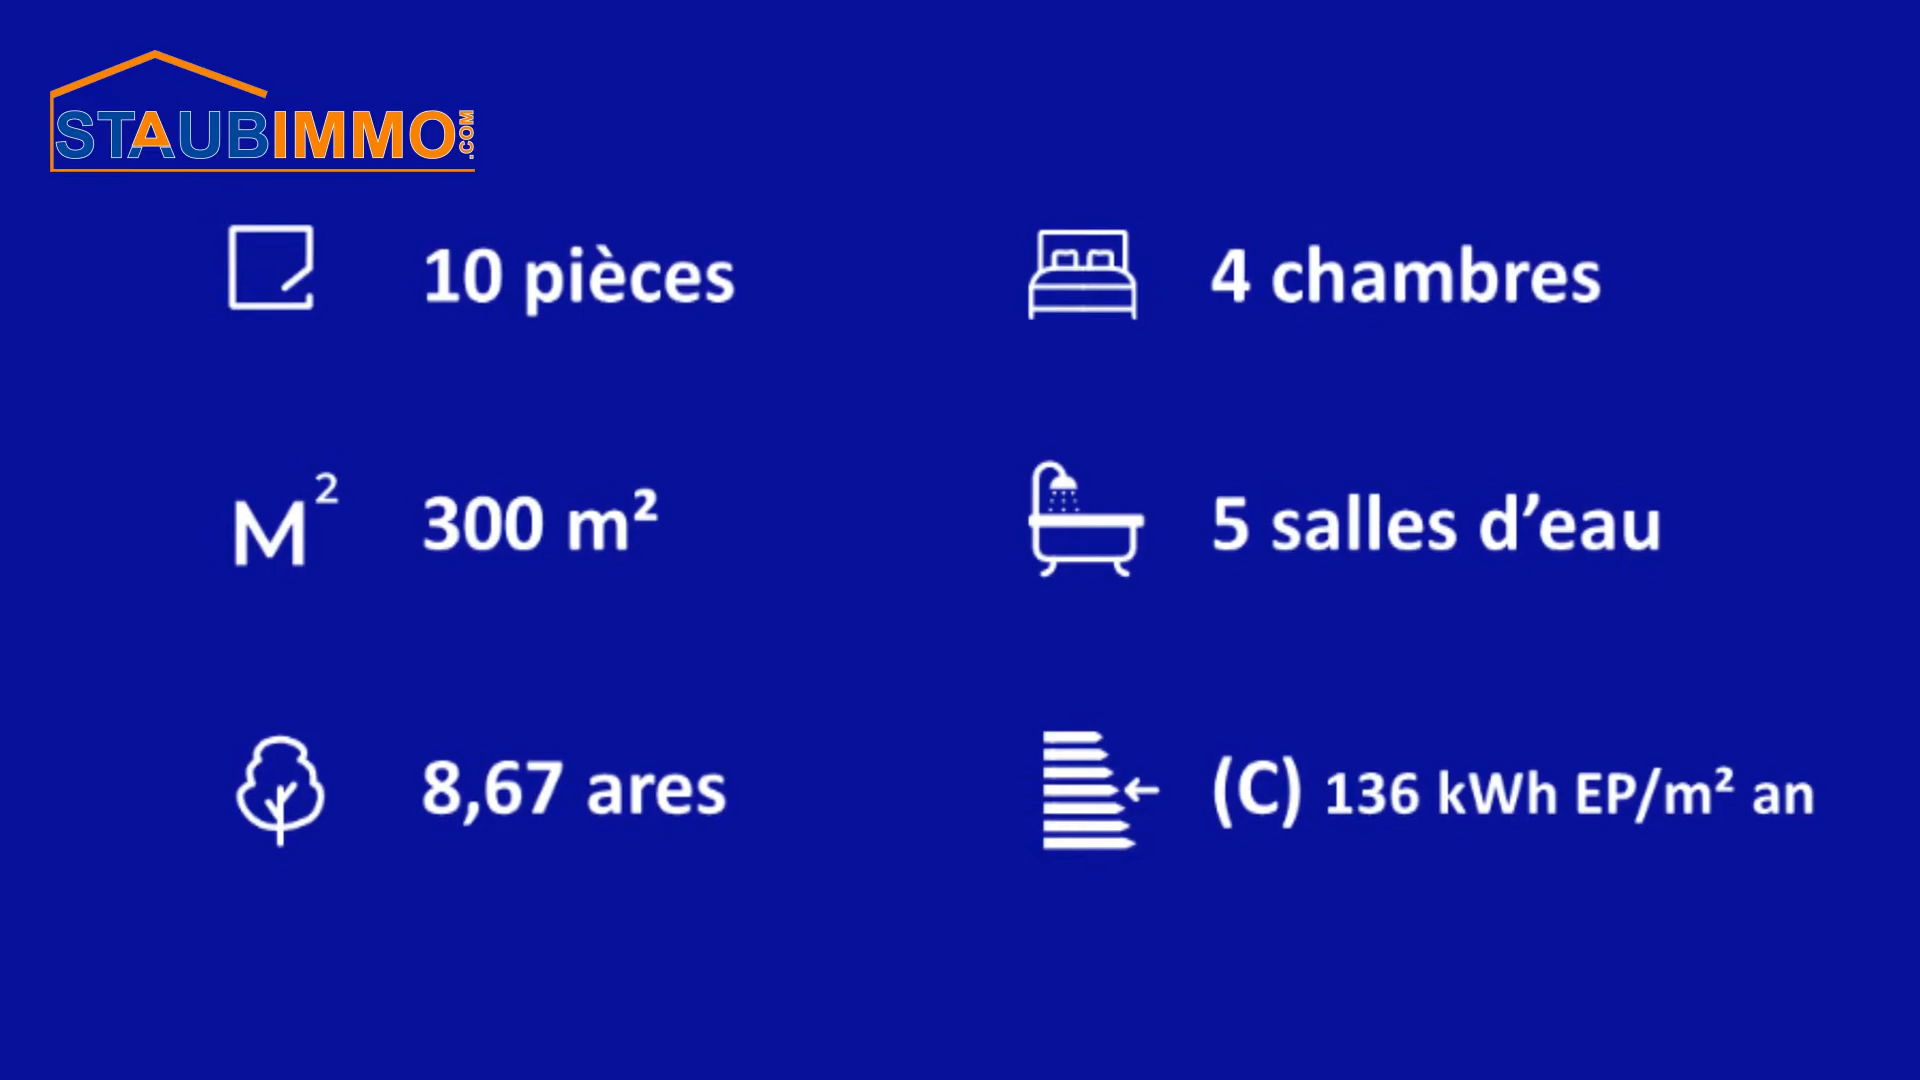 STAUBIMMO.COM
10 pièces
4 chambres
M²
300 m²
5 salles d’eau
8,67 ares
(C) 136 kWh EP/m² an